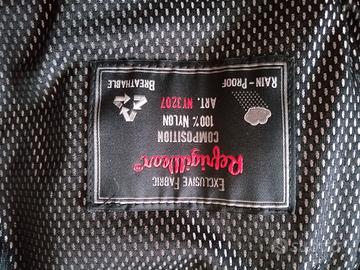 EXCLUSIVE FABRIC
RefrigiWear
COMPOSITION
100% NYLON
ART. NY3207
RAIN-PROOF
BREATHABLE